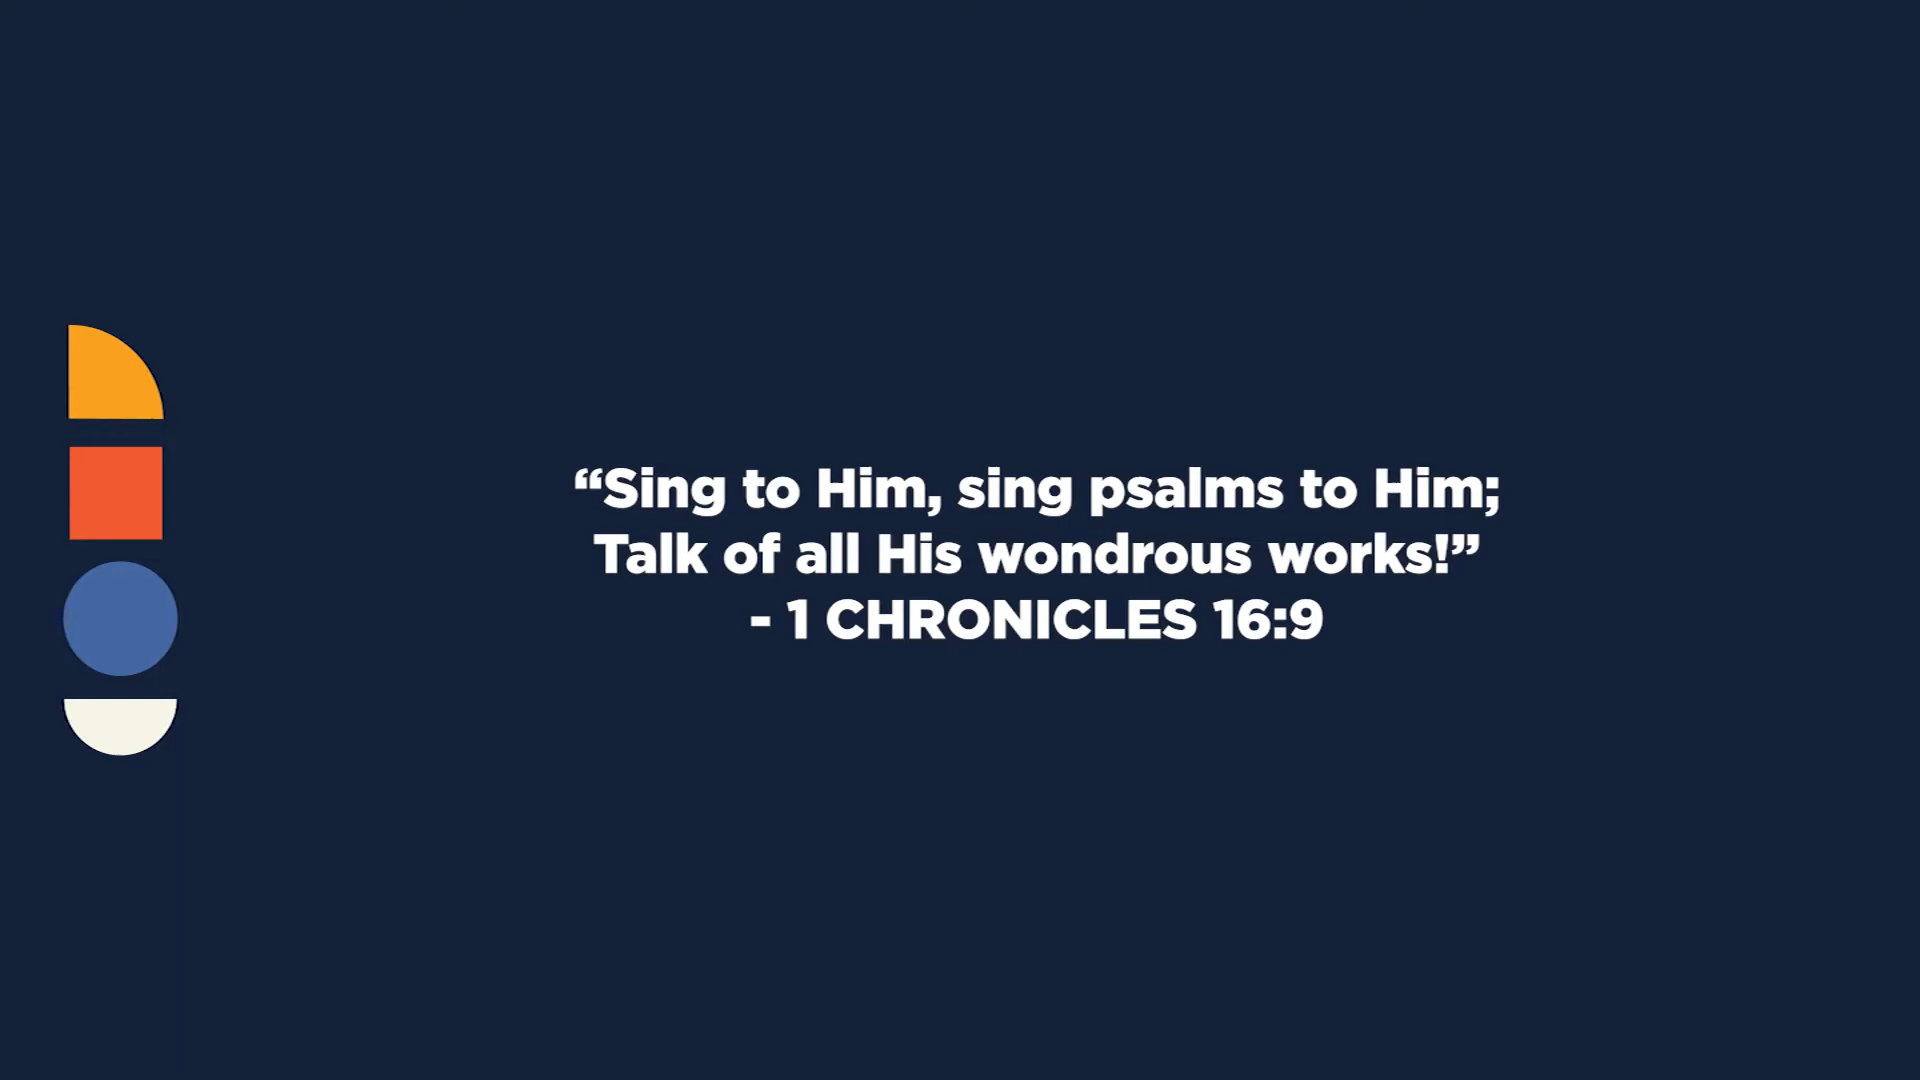 “Sing to Him, sing psalms to Him;
Talk of all His wondrous works!”
- 1 CHRONICLES 16:9